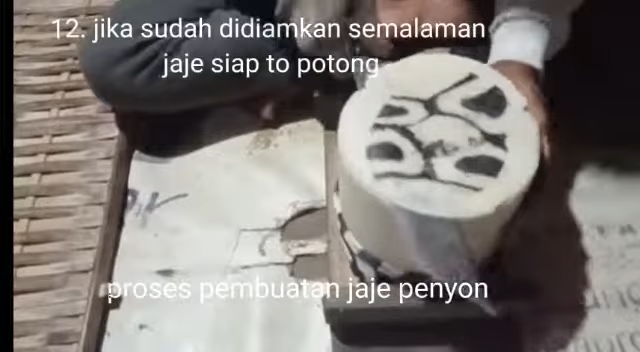 12. jika sudah didiamkan semalaman
jaje siap to potong
proses pembuatan jaje penyon